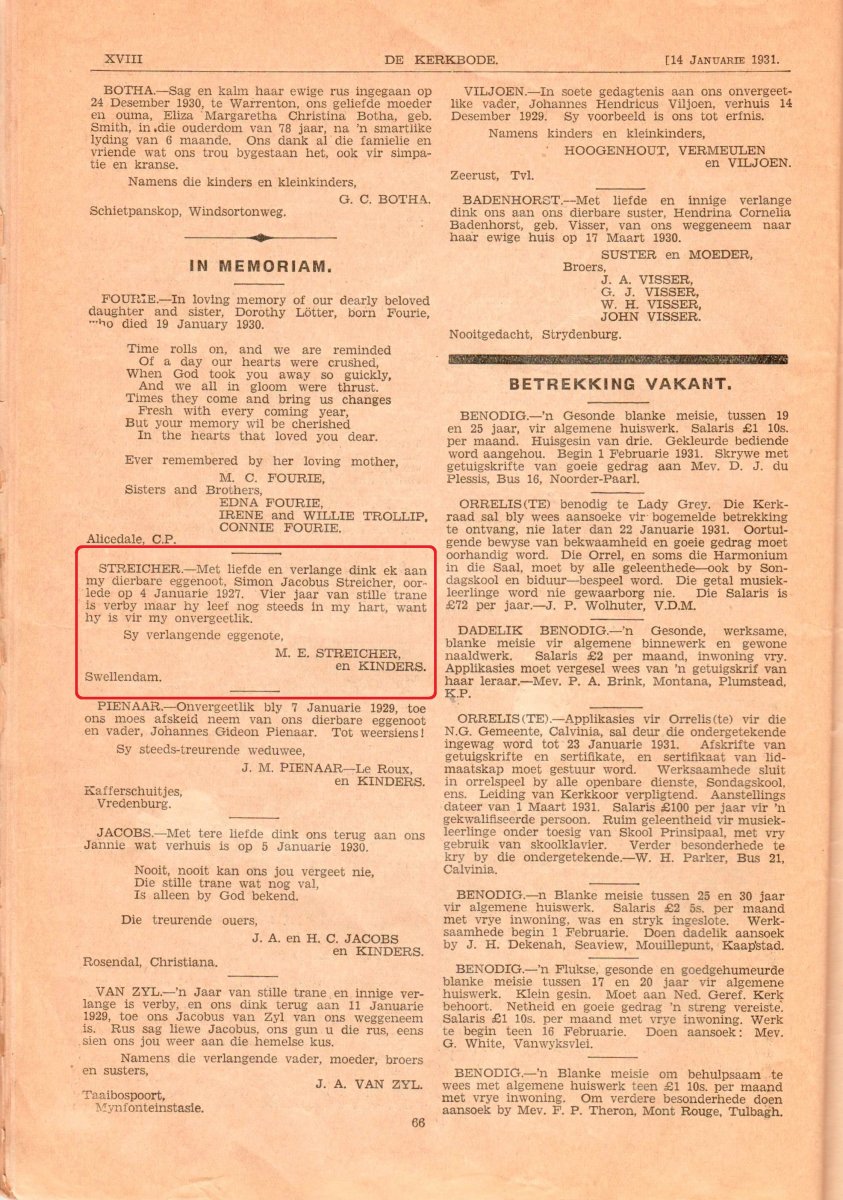 XVIII
DE KERKBODE.
[14 JANUARIE 1931.
BOTHA.—Sag en kalm haar ewige rus ingegaan op
24 Desember 1930, te Warrenton, ons geliefde moeder
en ouma, Eliza Margaretha Christina Botha, geb.
Smith, in die ouderdom van 78 jaar, na 'n smartlike
lyding van 6 maande. Ons dank al die famielie en
vriende wat ons trou bygestaan het, ook vir simpa-
tie en kranse.
Namens die kinders en kleinkinders,
G. C. BOTHA.
Schietpanskop, Windsortonweg.
IN MEMORIAM.
FOURIE.—In loving memory of our dearly beloved
daughter and sister, Dorothy Lötter, born Fourie,
who died 19 January 1930.
Time rolls on, and we are reminded
Of a day our hearts were crushed,
When God took you away so guickly,
And we all in gloom were thrust.
Times they come and bring us changes
Fresh with every coming year,
But your memory wil be cherished
In the hearts that loved you dear.
Ever remembered by her loving mother,
M. C. FOURIE,
Sisters and Brothers,
EDNA FOURIE,
IRENE and WILLIE TROLLIP,
CONNIE FOURIE.
Alicedale, C.P.
STREICHER.—Met liefde en verlange dink ek aan
my dierbare eggenoot, Simon Jacobus Streicher, oor-
lede op 4 Januarie 1927. Vier jaar van stille trane
is verby maar hy leef nog steeds in my hart, want
hy is vir my onvergeetlik.
Sy verlangende eggenote,
M. E. STREICHER,
en KINDERS.
Swellendam.
PIENAAR.—Onvergeetlik bly 7 Januarie 1929, toe
ons moes afskeid neem van ons dierbare eggenoot
en vader, Johannes Gideon Pienaar. Tot weersiens!
Sy steeds-treurende weduwee,
J. M. PIENAAR—Le Roux,
en KINDERS.
Kafferschuitjes,
Vredenburg.
JACOBS.—Met tere liefde dink ons terug aan ons
Jannie wat verhuis is op 5 Januarie 1930.
Nooit, nooit kan ons jou vergeet nie,
Die stille trane wat nog val,
Is alleen by God bekend.
Die treurende ouers,
J. A. en H. C. JACOBS
en KINDERS.
Rosendal, Christiana.
VAN ZYL.—'n Jaar van stille trane en innige ver-
lange is verby, en ons dink terug aan 11 Januarie
1929, toe ons Jacobus van Zyl van ons weggeneem
is. Rus sag liewe Jacobus, ons gun u die rus, eens
sien ons jou weer aan die hemelse kus.
Namens die verlangende vader, moeder, broers
en susters,
J. A. VAN ZYL.
Taaibospoort,
Mynfonteinstasie.
VILJOEN.—In soete gedagtenis aan ons onvergeet-
like vader, Johannes Hendricus Viljoen, verhuis 14
Desember 1929. Sy voorbeeld is ons tot erfnis.
Namens kinders en kleinkinders,
HOOGENHOUT, VERMEULEN
en VILJOEN.
Zeerust, Tvl.
BADENHORST.—Met liefde en innige verlange
dink ons aan ons dierbare suster, Hendrina Cornelia
Badenhorst, geb. Visser, van ons weggeneem naar
haar ewige huis op 17 Maart 1930.
SUSTER en MOEDER,
Broers,
J. A. VISSER,
G. J. VISSER,
W. H. VISSER,
JOHN VISSER.
Nooitgedacht, Strydenburg.
BETREKKING VAKANT.
BENODIG.—'n Gesonde blanke meisie, tussen 19
en 25 jaar, vir algemene huiswerk. Salaris £1 10s.
per maand. Huisgesin van drie. Gekleurde bediende
word aangehou. Begin 1 Februarie 1931. Skrywe met
getuigskrifte van goeie gedrag aan Mev. D. J. du
Plessis, Bus 16, Noorder-Paarl.
ORRELIS(TE) benodig te Lady Grey. Die Kerk-
raad sal bly wees aansoeke vir bogemelde betrekking
te ontvang, nie later dan 22 Januarie 1931. Oortui-
gende bewyse van bekwaamheid en goeie gedrag moet
oorhandig word. Die Orrel, en soms die Harmonium
in die Saal, moet by alle geleenthede—ook by Son-
dagskool en biduur—bespeel word. Die getal musiek-
leerlinge word nie gewaarborg nie. Die Salaris is
£72 per jaar.—J. P. Wolhuter, V.D.M.
DADELIK BENODIG.—'n Gesonde, werksame,
blanke meisie vir algemene binnewerk en gewone
naaldwerk. Salaris £2 per maand, inwoning vry.
Applikasies moet vergesel wees van 'n getuigskrif van
haar leraar.—Mev. P. A. Brink, Montana, Plumstead,
K.P.
ORRELIS(TE).—Applikasies vir Orrelis(te) vir die
N.G. Gemeente, Calvinia, sal deur die ondergetekende
ingewag word tot 23 Januarie 1931. Afskrifte van
getuigskrifte en sertifikate, en sertifikaat van lid-
maatskap moet gestuur word. Werksaamhede sluit
in orrelspeel by alle openbare dienste, Sondagskool,
ens. Leiding van Kerkkoor verpligtend. Aanstellings
dateer van 1 Maart 1931. Salaris £100 per jaar vir 'n
gekwalifiseerde persoon. Ruim geleentheid vir musiek-
leerlinge onder toesig van Skool Prinsipaal, met vry
gebruik van skoolklavier. Verder besonderhede te
kry by die ondergetekende.—W. H. Parker, Bus 21,
Calvinia.
BENODIG.—n Blanke meisie tussen 25 en 30 jaar
vir algemene huiswerk. Salaris £2 5s. per maand
met vrye inwoning, was en stryk ingeslote. Werk-
saamhede begin 1 Februarie. Doen dadelik aansoek
by J. H. Dekenah, Seaview, Mouillepunt, Kaapstad.
BENODIG.—'n Flukse, gesonde en goedgehumeurde
blanke meisie tussen 17 en 20 jaar vir algemene
huiswerk. Klein gesin. Moet aan Ned. Geref. Kerk
behoort. Netheid en goeie gedrag 'n streng vereiste.
Salaris £1 10s. per maand met vrye inwoning. Werk
te begin teen 16 Februarie. Doen aansoek: Mev.
G. White, Vanwyksvlei.
BENODIG.—'n Blanke meisie om behulpsaam te
wees met algemene huiswerk teen £1 10s. per maand
met vrye inwoning. Om verdere besonderhede doen
aansoek by Mev. F. P. Theron, Mont Rouge, Tulbagh.
66